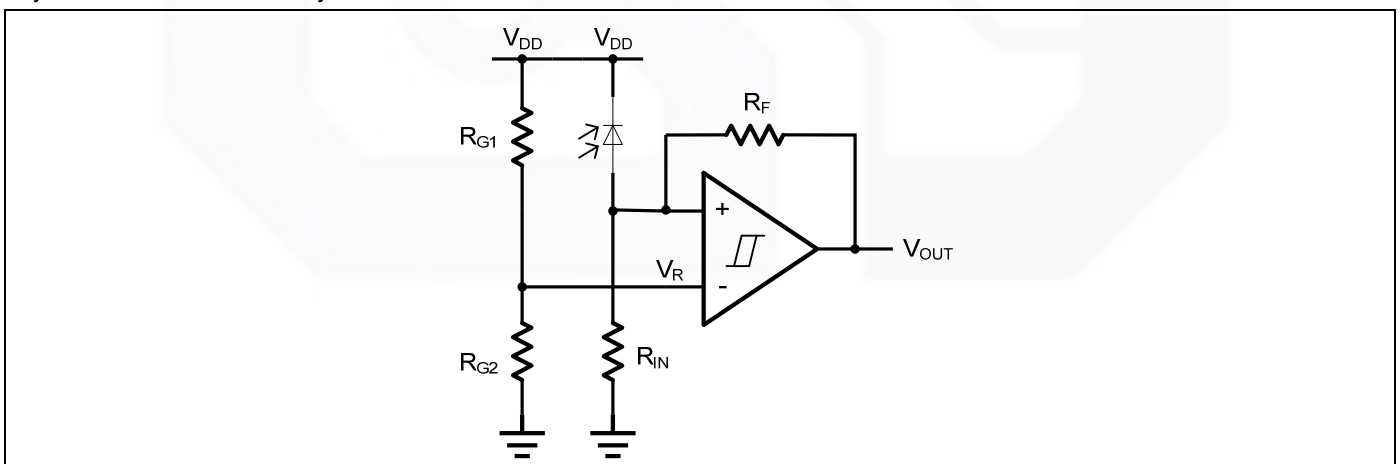 VDD VDD
RF
RG1
+
VOUT
VR
-
RG2 RIN